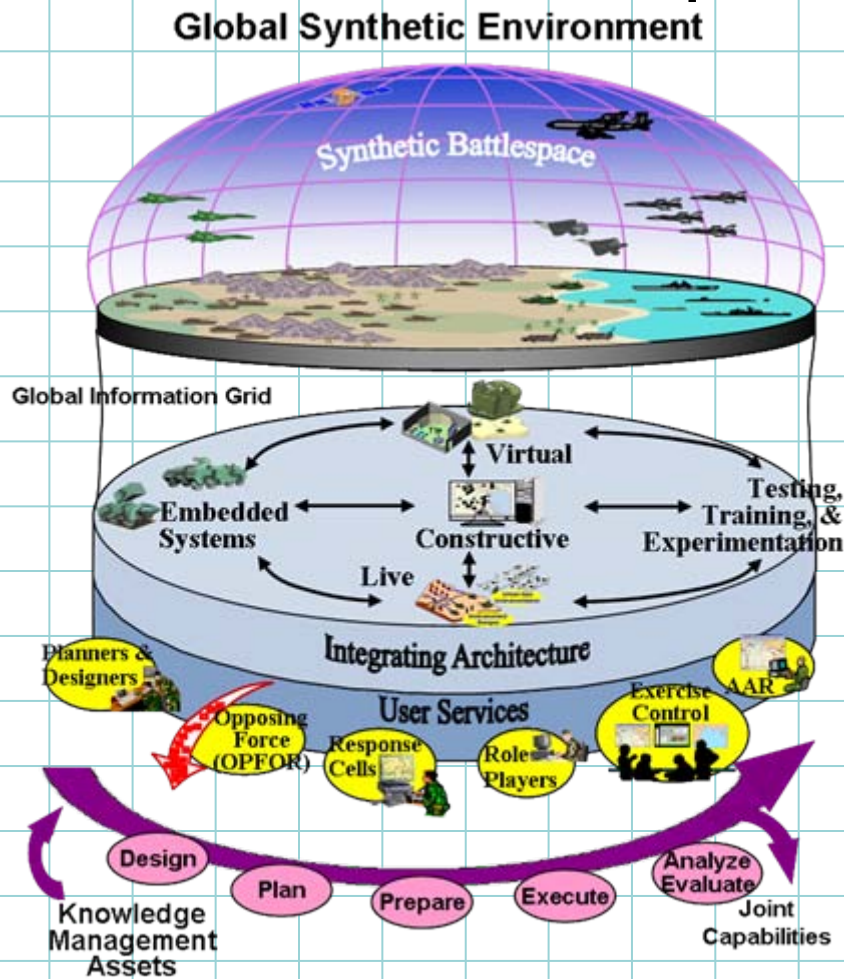 Global Synthetic Environment
Synthetic Battlespace
Global Information Grid
Virtual
Embedded
Systems
Constructive
Testing,
Training, &
Experimentation
Live
Integrating Architecture
User Services
Planners &
Designers
Opposing
Force
(OPFOR)
Response
Cells
Role
Players
Exercise
Control
AAR
Design
Plan
Prepare
Execute
Analyze
Evaluate
Knowledge
Management
Assets
Joint
Capabilities